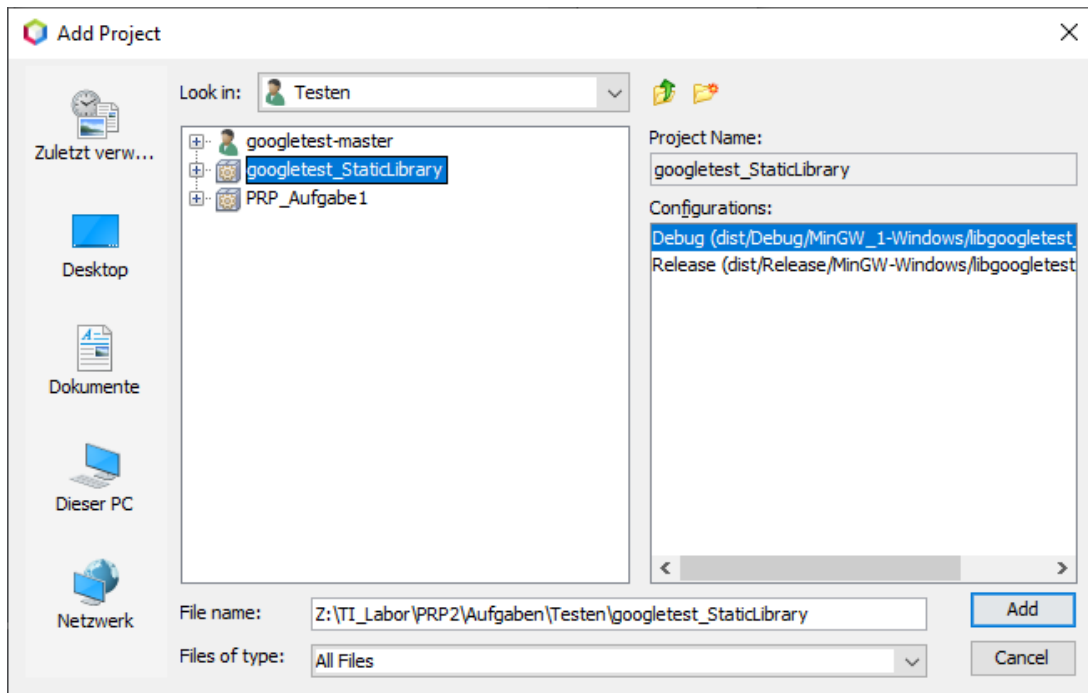 Add Project
Look in:
Testen
Zuletzt verw...
Desktop
Dokumente
Dieser PC
Netzwerk
googletest-master
googletest_StaticLibrary
PRP_Aufgabe1
Project Name:
googletest_StaticLibrary
Configurations:
Debug (dist/Debug/MinGW_1-Windows/libgoogletest_
Release (dist/Release/MinGW-Windows/libgoogletest
File name:
Z:\TI_Labor\PRP2\Aufgaben\Testen\googletest_StaticLibrary
Add
Files of type:
All Files
Cancel